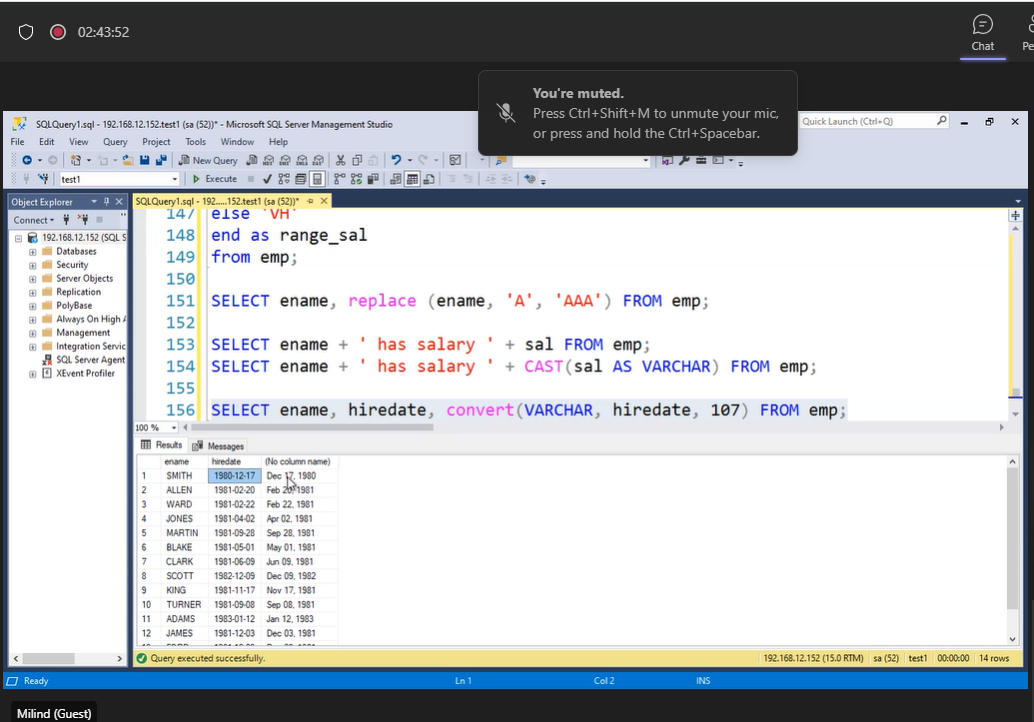 02:43:52
Chat
You're muted.
Press Ctrl+Shift+M to unmute your mic,
or press and hold the Ctrl+Spacebar.
SQLQuery1.sql - 192.168.12.152.test1 (sa (52))* - Microsoft SQL Server Management Studio
Quick Launch (Ctrl+Q)
File Edit View Query Project Tools Window Help
New Query
test1 Execute
Object Explorer
SQLQuery1.sql - 192.....152.test1 (sa (52))*
Connect
192.168.12.152 (SQL S
Databases
Security
Server Objects
Replication
PolyBase
Always On High A
Management
Integration Servic
SQL Server Agent
XEvent Profiler
147 else 'VH'
148 end as range_sal
149 from emp;
150
151 SELECT ename, replace (ename, 'A', 'AAA') FROM emp;
152
153 SELECT ename + ' has salary ' + sal FROM emp;
154 SELECT ename + ' has salary ' + CAST(sal AS VARCHAR) FROM emp;
155
156 SELECT ename, hiredate, convert(VARCHAR, hiredate, 107) FROM emp;
100 %
Results Messages
ename hiredate (No column name)
1 SMITH 1980-12-17 Dec 17, 1980
2 ALLEN 1981-02-20 Feb 20, 1981
3 WARD 1981-02-22 Feb 22, 1981
4 JONES 1981-04-02 Apr 02, 1981
5 MARTIN 1981-09-28 Sep 28, 1981
6 BLAKE 1981-05-01 May 01, 1981
7 CLARK 1981-06-09 Jun 09, 1981
8 SCOTT 1982-12-09 Dec 09, 1982
9 KING 1981-11-17 Nov 17, 1981
10 TURNER 1981-09-08 Sep 08, 1981
11 ADAMS 1983-01-12 Jan 12, 1983
12 JAMES 1981-12-03 Dec 03, 1981
Query executed successfully.
192.168.12.152 (15.0 RTM) sa (52) test1 00:00:00 14 rows
Ready Ln 1 Col 2 INS
Milind (Guest)